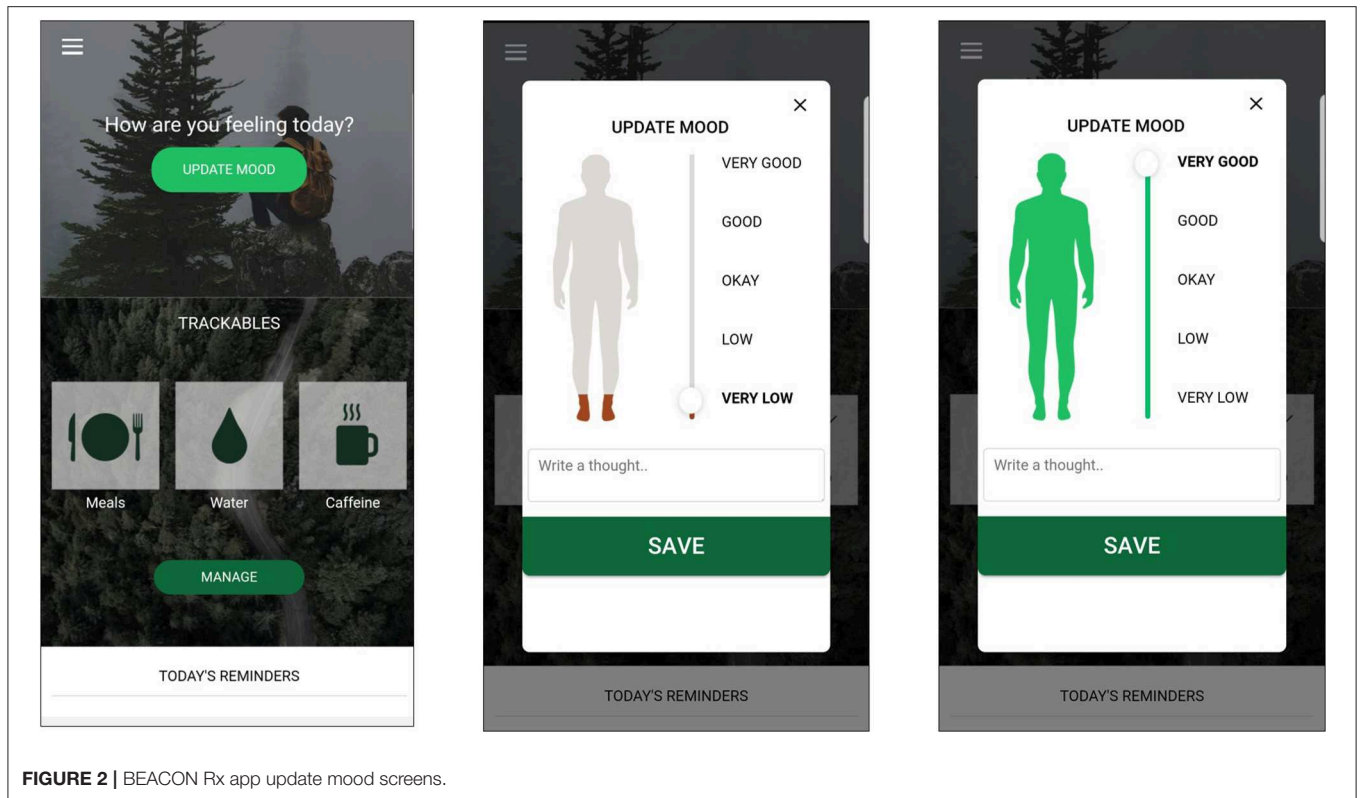 How are you feeling today?
UPDATE MOOD
TRACKABLES
Meals
Water
Caffeine
MANAGE
TODAY'S REMINDERS
UPDATE MOOD
VERY GOOD
GOOD
OKAY
LOW
VERY LOW
Write a thought..
SAVE
TODAY'S REMINDERS
UPDATE MOOD
VERY GOOD
GOOD
OKAY
LOW
VERY LOW
Write a thought..
SAVE
TODAY'S REMINDERS
FIGURE 2 | BEACON Rx app update mood screens.